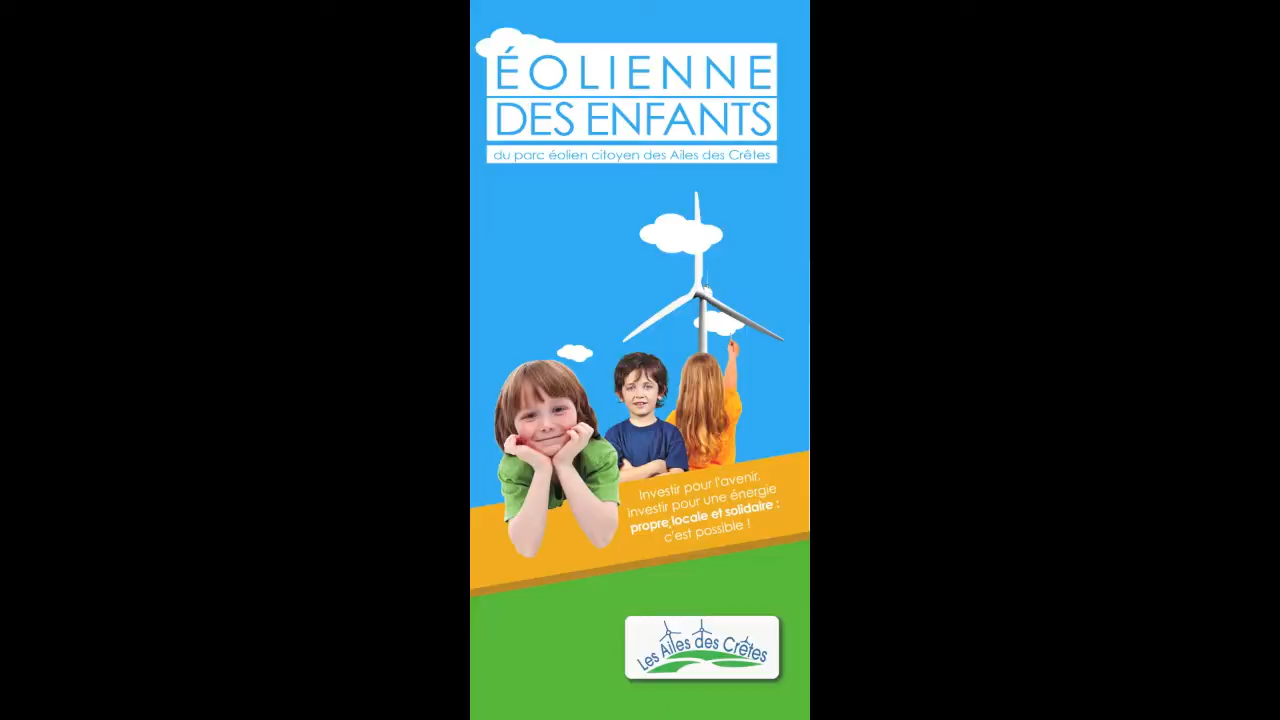 ÉOLIENNE
DES ENFANTS
du parc éolien citoyen des Ailes des Crêtes
Investir pour l'avenir,
Investir pour une énergie
propre, locale et solidaire :
c'est possible !
Les Ailes des Crêtes